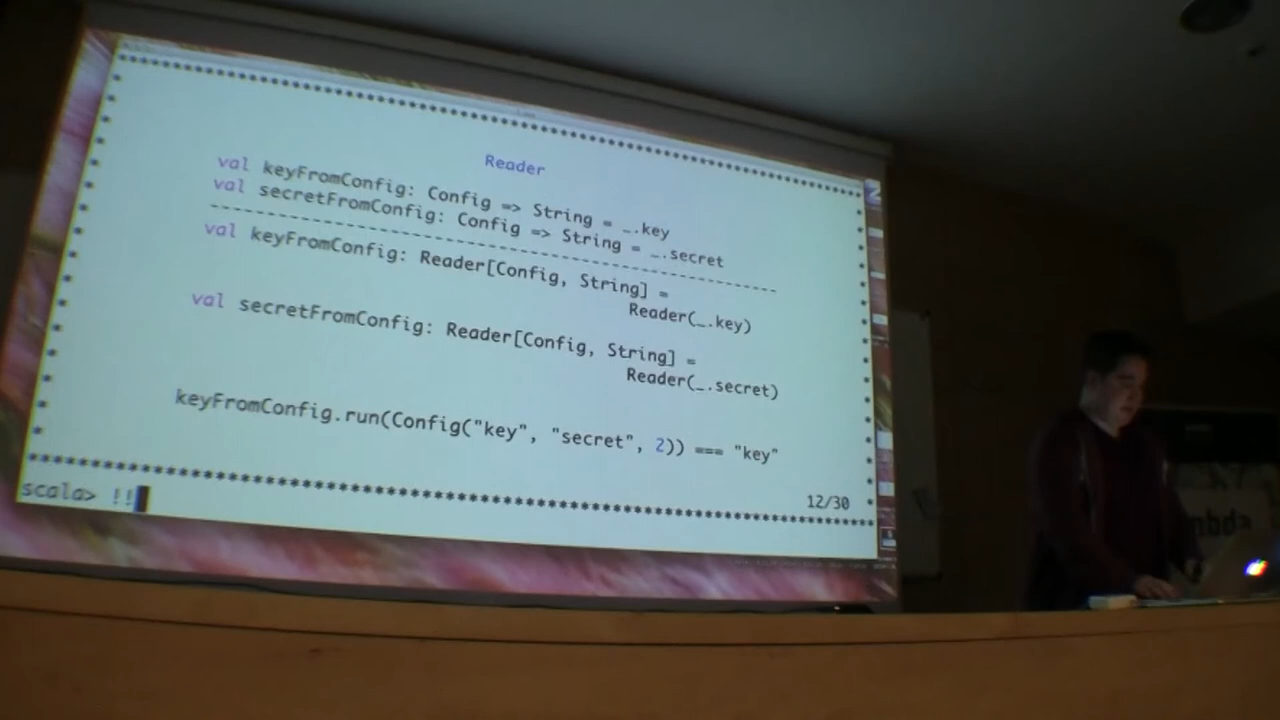 Reader
val keyFromConfig: Config => String = _.key
val secretFromConfig: Config => String = _.secret
---------------------------------------------------
val keyFromConfig: Reader[Config, String] =
Reader(_.key)
val secretFromConfig: Reader[Config, String] =
Reader(_.secret)
keyFromConfig.run(Config("key", "secret", 2)) === "key"
12/30
scala> !!
mbda